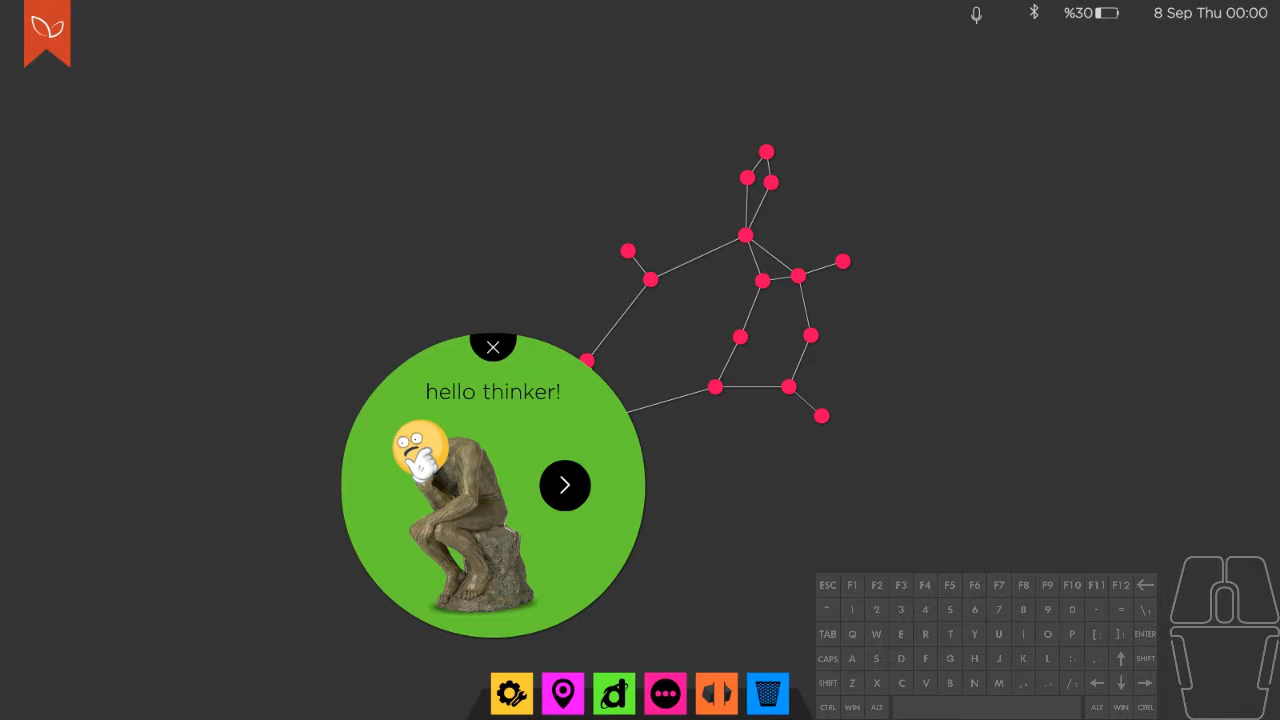 %30
8 Sep Thu 00:00
hello thinker!
ESC F1 F2 F3 F4 F5 F6 F7 F8 F9 F10 F11 F12
1 2 3 4 5 6 7 8 9 0 - =
TAB Q W E R T Y U I O P
ENTER
CAPS A S D F G H J K L
SHIFT
SHIFT Z X C V B N M
CTRL WIN ALT
ALT WIN CTRL